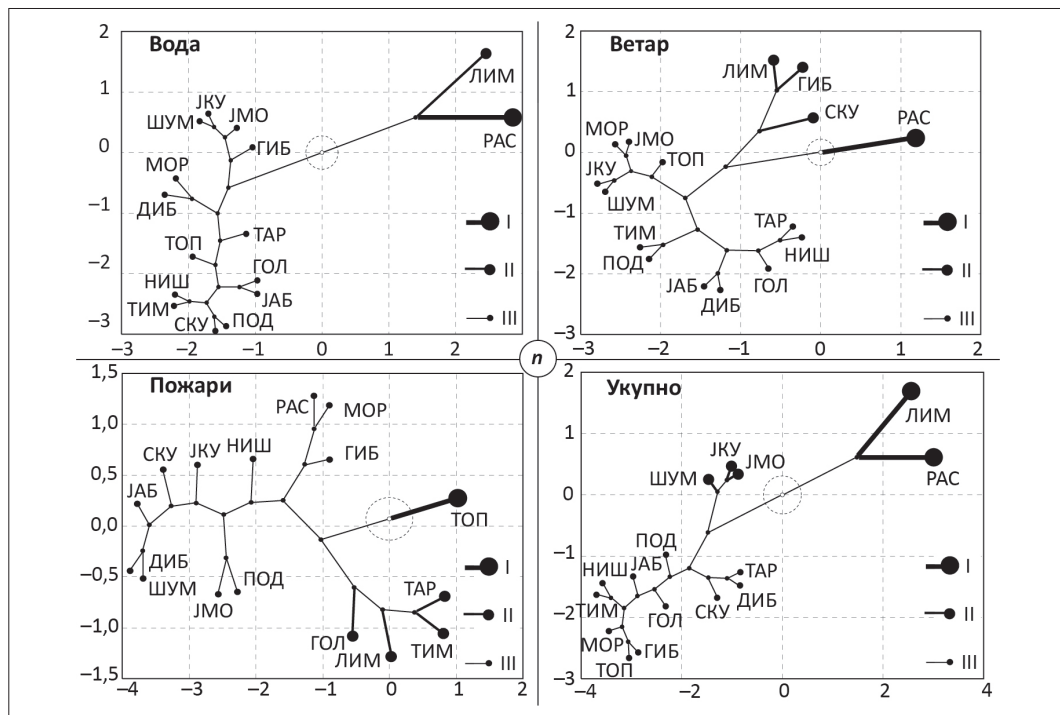 Вода
2
1
0
−1
−2
−3
−3 −2 −1 0 1 2
ЛИМ
РАС
ЈКУ
ЈМО
ШУМ
ГИБ
МОР
ДИБ
ТАР
ТОП
ГОЛ
НИШ
ЈАБ
ТИМ
ПОД
СКУ
I
II
III
Ветар
2
1
0
−1
−2
−3
−3 −2 −1 0 1 2
ЛИМ
ГИБ
СКУ
РАС
МОР
ЈМО
ТОП
ЈКУ
ШУМ
ТАР
ТИМ
НИШ
ПОД
ГОЛ
ЈАБ
ДИБ
I
II
III
n
Пожари
1,5
1,0
0,5
0,0
−0,5
−1,0
−1,5
−4 −3 −2 −1 0 1 2
РАС
МОР
НИШ
ГИБ
СКУ
ЈКУ
ЈАБ
ТОП
ДИБ
ПОД
ШУМ
ЈМО
ТАР
ГОЛ
ЛИМ
ТИМ
I
II
III
Укупно
2
1
0
−1
−2
−3
−4 −2 0 2 4
ЛИМ
РАС
ЈКУ
ЈМО
ШУМ
ПОД
ЈАБ
НИШ
ТАР
ДИБ
ТИМ
ГОЛ
СКУ
МОР
ГИБ
ТОП
I
II
III